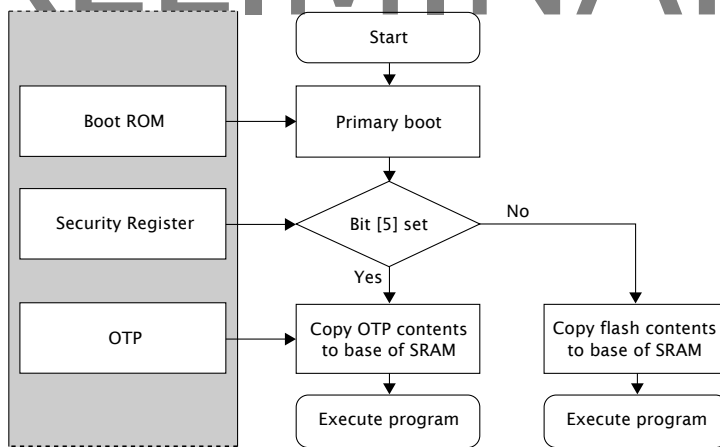 Start
Boot ROM
Primary boot
Security Register
Bit [5] set
No
Yes
OTP
Copy OTP contents
to base of SRAM
Copy flash contents
to base of SRAM
Execute program
Execute program